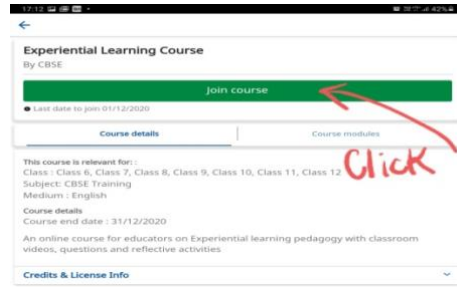 17:12
42%
Experiential Learning Course
By CBSE
Join course
Last date to join 01/12/2020
Course details
Course modules
Click
This course is relevant for: :
Class : Class 6, Class 7, Class 8, Class 9, Class 10, Class 11, Class 12
Subject: CBSE Training
Medium : English
Course details
Course end date : 31/12/2020
An online course for educators on Experiential learning pedagogy with classroom
videos, questions and reflective activities
Credits & License Info